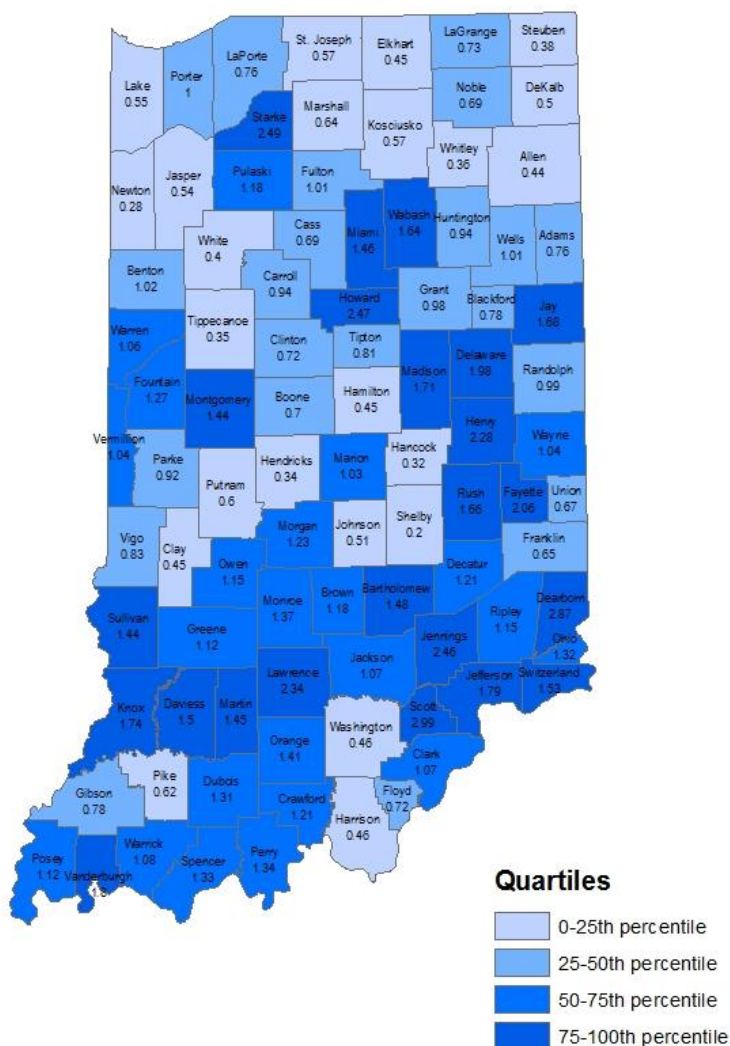 St. Joseph
0.57
Elkhart
0.45
LaGrange
0.73
Steuben
0.38
LaPorte
0.76
Porter
1
Lake
0.55
Noble
0.69
DeKalb
0.5
Starke
2.49
Marshall
0.64
Kosciusko
0.57
Whitley
0.36
Allen
0.44
Newton
0.28
Jasper
0.54
Pulaski
1.18
Fulton
1.01
Miami
1.46
Wabash
1.64
Huntington
0.94
Wells
1.01
Adams
0.76
White
0.4
Cass
0.69
Benton
1.02
Carroll
0.94
Howard
2.47
Grant
0.98
Blackford
0.78
Jay
1.66
Warren
1.06
Tippecanoe
0.35
Clinton
0.72
Tipton
0.81
Madison
1.71
Delaware
1.98
Randolph
0.99
Fountain
1.27
Montgomery
1.44
Boone
0.7
Hamilton
0.45
Henry
2.28
Wayne
1.04
Vermillion
1.04
Parke
0.92
Putnam
0.6
Hendricks
0.34
Marion
1.03
Hancock
0.32
Rush
1.66
Fayette
2.06
Union
0.67
Vigo
0.83
Clay
0.45
Owen
1.15
Morgan
1.23
Johnson
0.51
Shelby
0.2
Franklin
0.65
Decatur
1.21
Sullivan
1.44
Greene
1.12
Monroe
1.37
Brown
1.18
Bartholomew
1.48
Jennings
2.46
Ripley
1.15
Dearborn
2.87
Ohio
1.32
Knox
1.74
Daviess
1.5
Martin
1.45
Lawrence
2.34
Jackson
1.07
Scott
2.99
Jefferson
1.79
Switzerland
1.53
Washington
0.46
Orange
1.41
Clark
1.07
Gibson
0.78
Pike
0.62
Dubois
1.31
Crawford
1.21
Harrison
0.46
Floyd
0.72
Posey
1.12
Vanderburgh
1.8
Warrick
1.08
Spencer
1.33
Perry
1.34
Quartiles
0-25th percentile
25-50th percentile
50-75th percentile
75-100th percentile